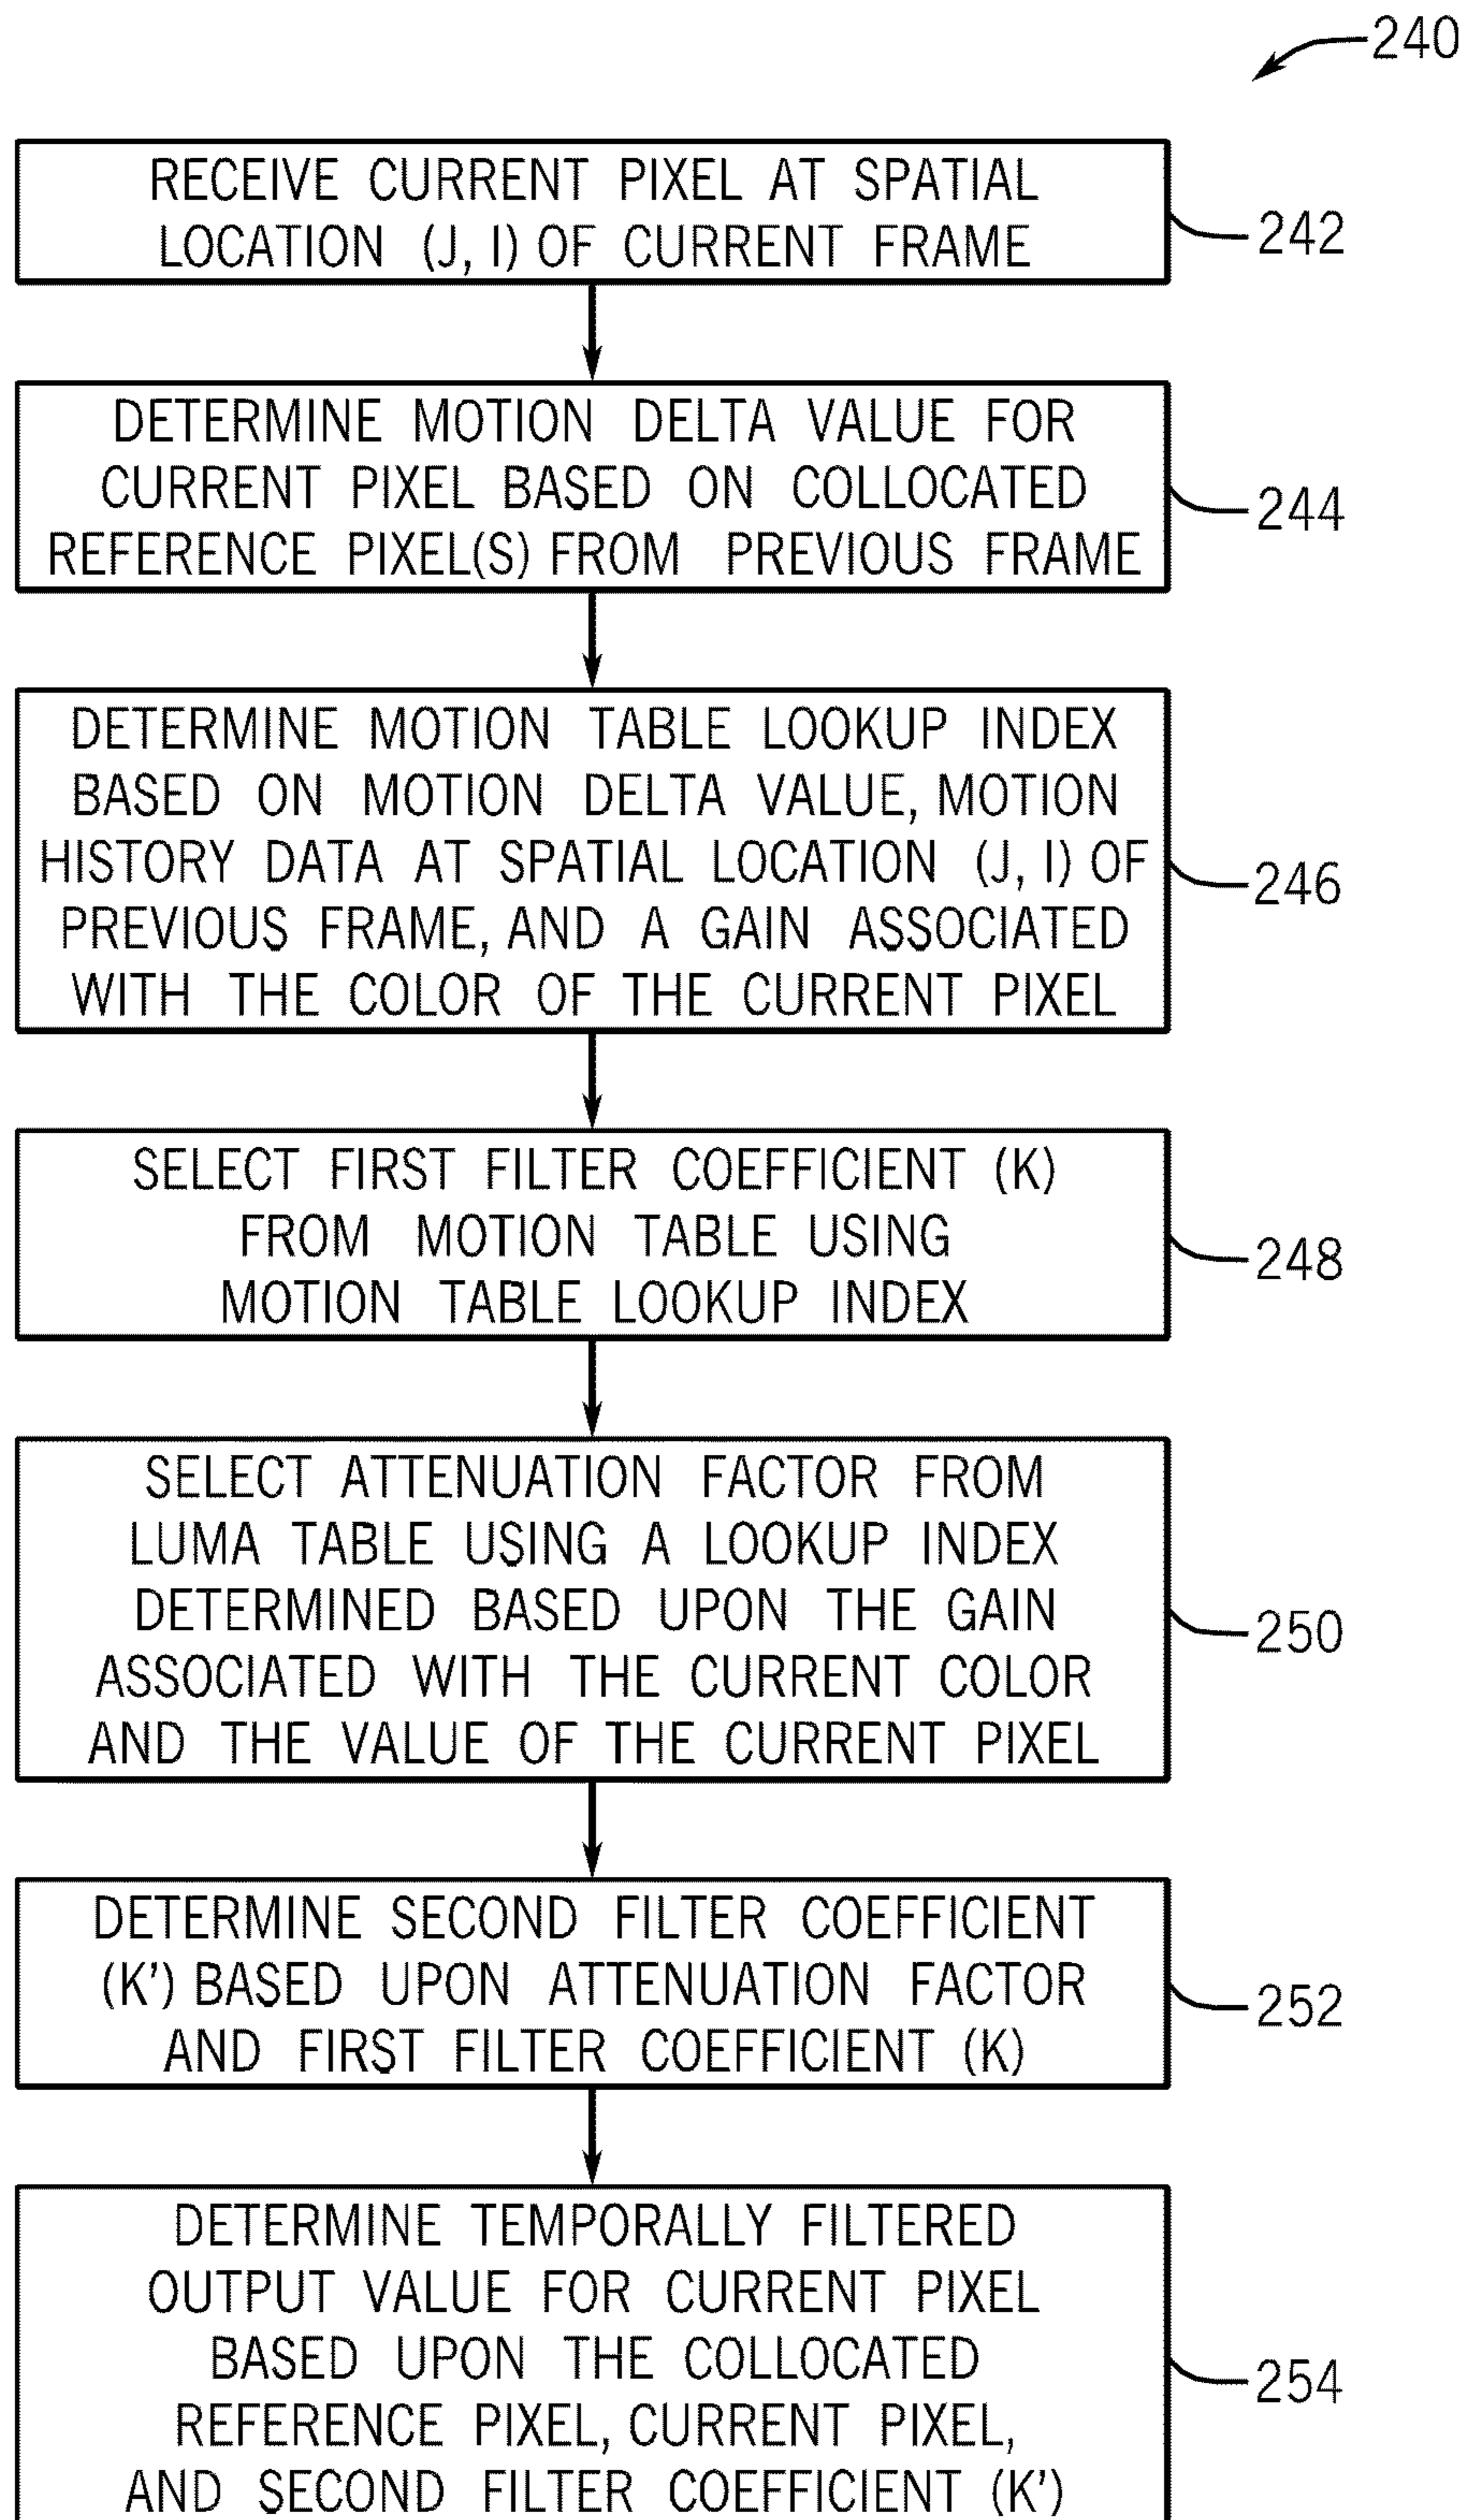 240
RECEIVE CURRENT PIXEL AT SPATIAL
LOCATION (J, I) OF CURRENT FRAME
242
DETERMINE MOTION DELTA VALUE FOR
CURRENT PIXEL BASED ON COLLOCATED
REFERENCE PIXEL(S) FROM PREVIOUS FRAME
244
DETERMINE MOTION TABLE LOOKUP INDEX
BASED ON MOTION DELTA VALUE, MOTION
HISTORY DATA AT SPATIAL LOCATION (J, I) OF
PREVIOUS FRAME, AND A GAIN ASSOCIATED
WITH THE COLOR OF THE CURRENT PIXEL
246
SELECT FIRST FILTER COEFFICIENT (K)
FROM MOTION TABLE USING
MOTION TABLE LOOKUP INDEX
248
SELECT ATTENUATION FACTOR FROM
LUMA TABLE USING A LOOKUP INDEX
DETERMINED BASED UPON THE GAIN
ASSOCIATED WITH THE CURRENT COLOR
AND THE VALUE OF THE CURRENT PIXEL
250
DETERMINE SECOND FILTER COEFFICIENT
(K') BASED UPON ATTENUATION FACTOR
AND FIRST FILTER COEFFICIENT (K)
252
DETERMINE TEMPORALLY FILTERED
OUTPUT VALUE FOR CURRENT PIXEL
BASED UPON THE COLLOCATED
REFERENCE PIXEL, CURRENT PIXEL,
AND SECOND FILTER COEFFICIENT (K')
254